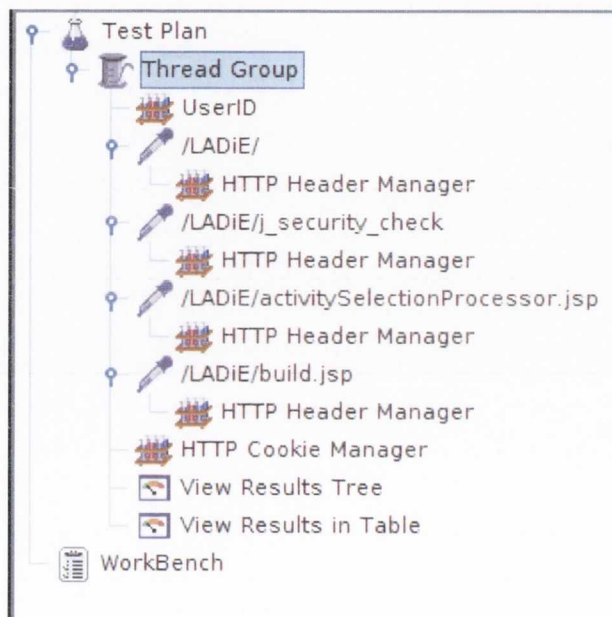 Test Plan
Thread Group
UserID
/LADiE/
HTTP Header Manager
/LADiE/j_security_check
HTTP Header Manager
/LADiE/activitySelectionProcessor.jsp
HTTP Header Manager
/LADiE/build.jsp
HTTP Header Manager
HTTP Cookie Manager
View Results Tree
View Results in Table
WorkBench